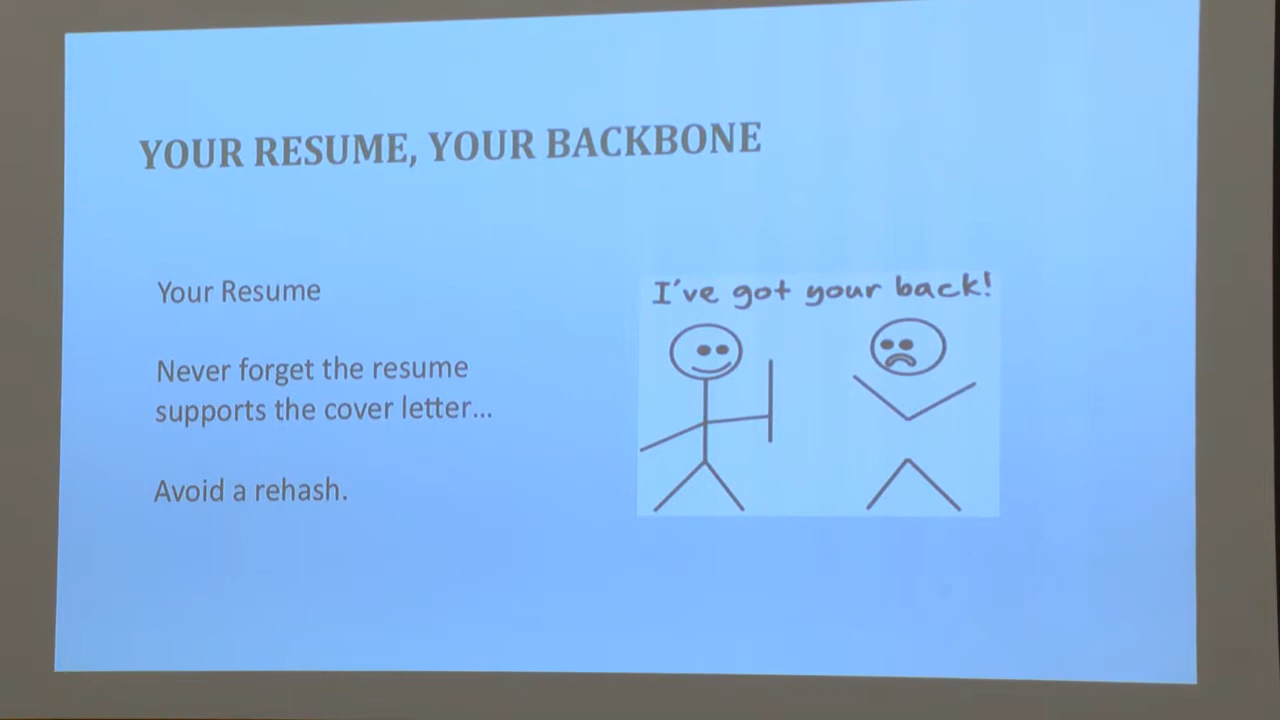 YOUR RESUME, YOUR BACKBONE
Your Resume
Never forget the resume
supports the cover letter...
Avoid a rehash.
I've got your back!